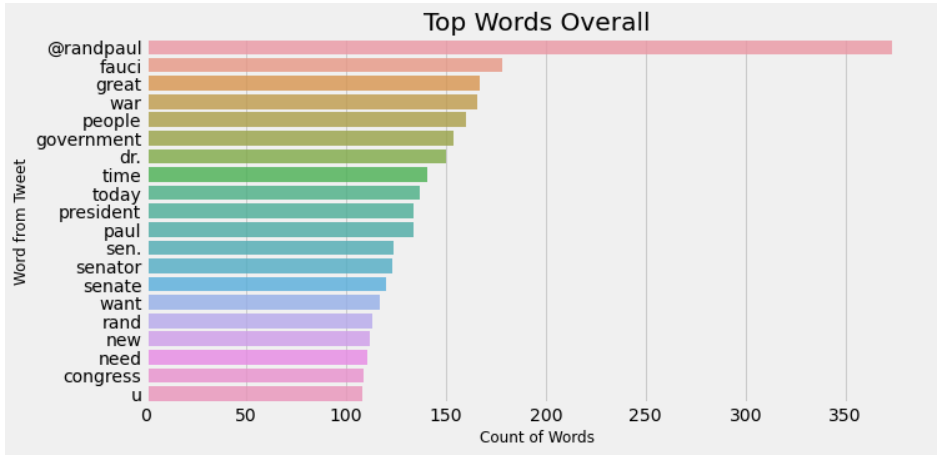 Top Words Overall
@randpaul
fauci
great
war
people
government
dr.
time
today
president
paul
sen.
senator
senate
want
rand
new
need
congress
u
Word from Tweet
0 50 100 150 200 250 300 350
Count of Words